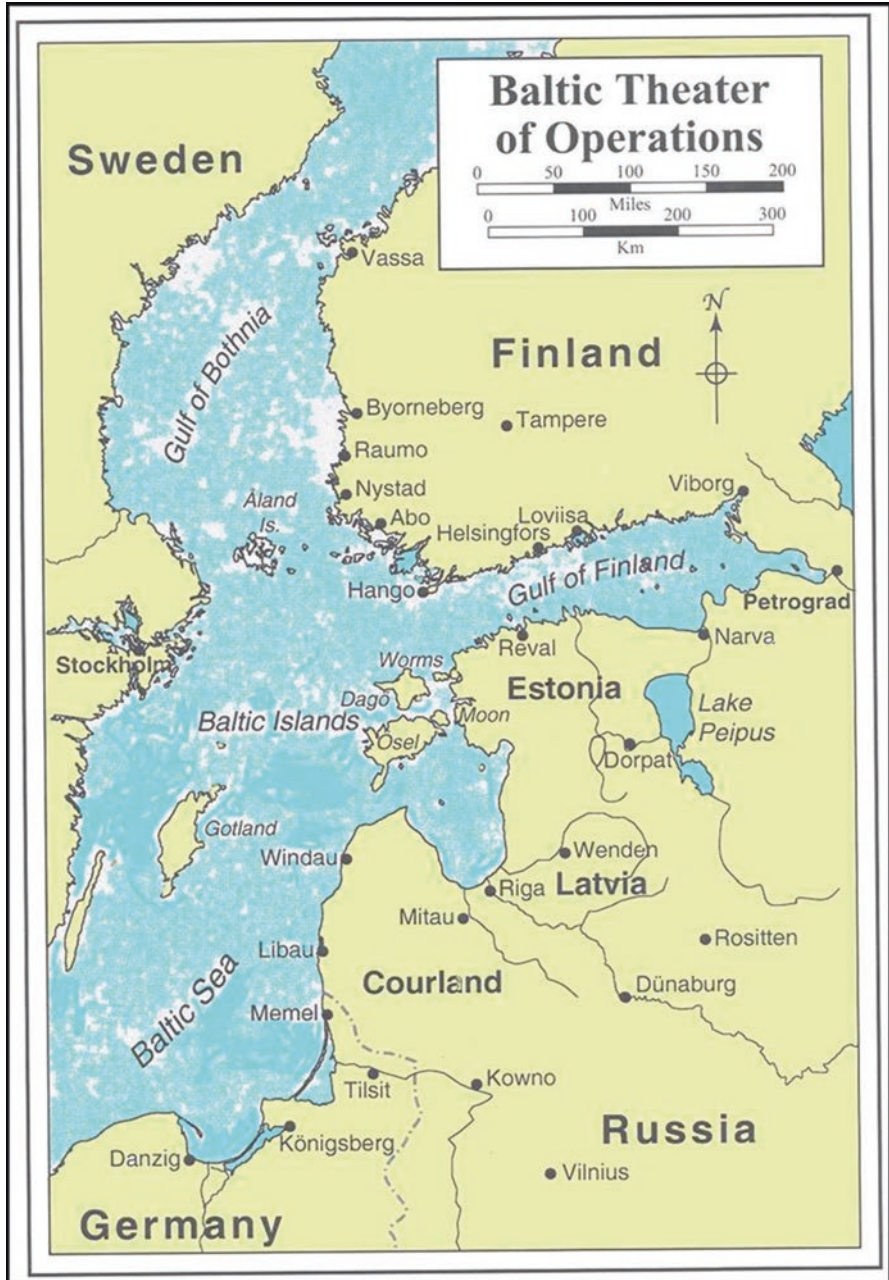 Baltic Theater
of Operations
0 50 100 150 200
Miles
0 100 200 300
Km
Sweden
Vassa
N
Gulf of Bothnia
Finland
Byorneberg
Tampere
Raumo
Nystad
Viborg
Åland
Is.
Abo
Loviisa
Helsingfors
Gulf of Finland
Hango
Petrograd
Stockholm
Reval
Narva
Worms
Dago
Estonia
Lake
Peipus
Baltic Islands
Moon
Osel
Dorpat
Gotland
Windau
Wenden
Riga
Latvia
Mitau
Rositten
Libau
Courland
Dünaburg
Baltic Sea
Memel
Tilsit
Kowno
Königsberg
Russia
Danzig
Vilnius
Germany